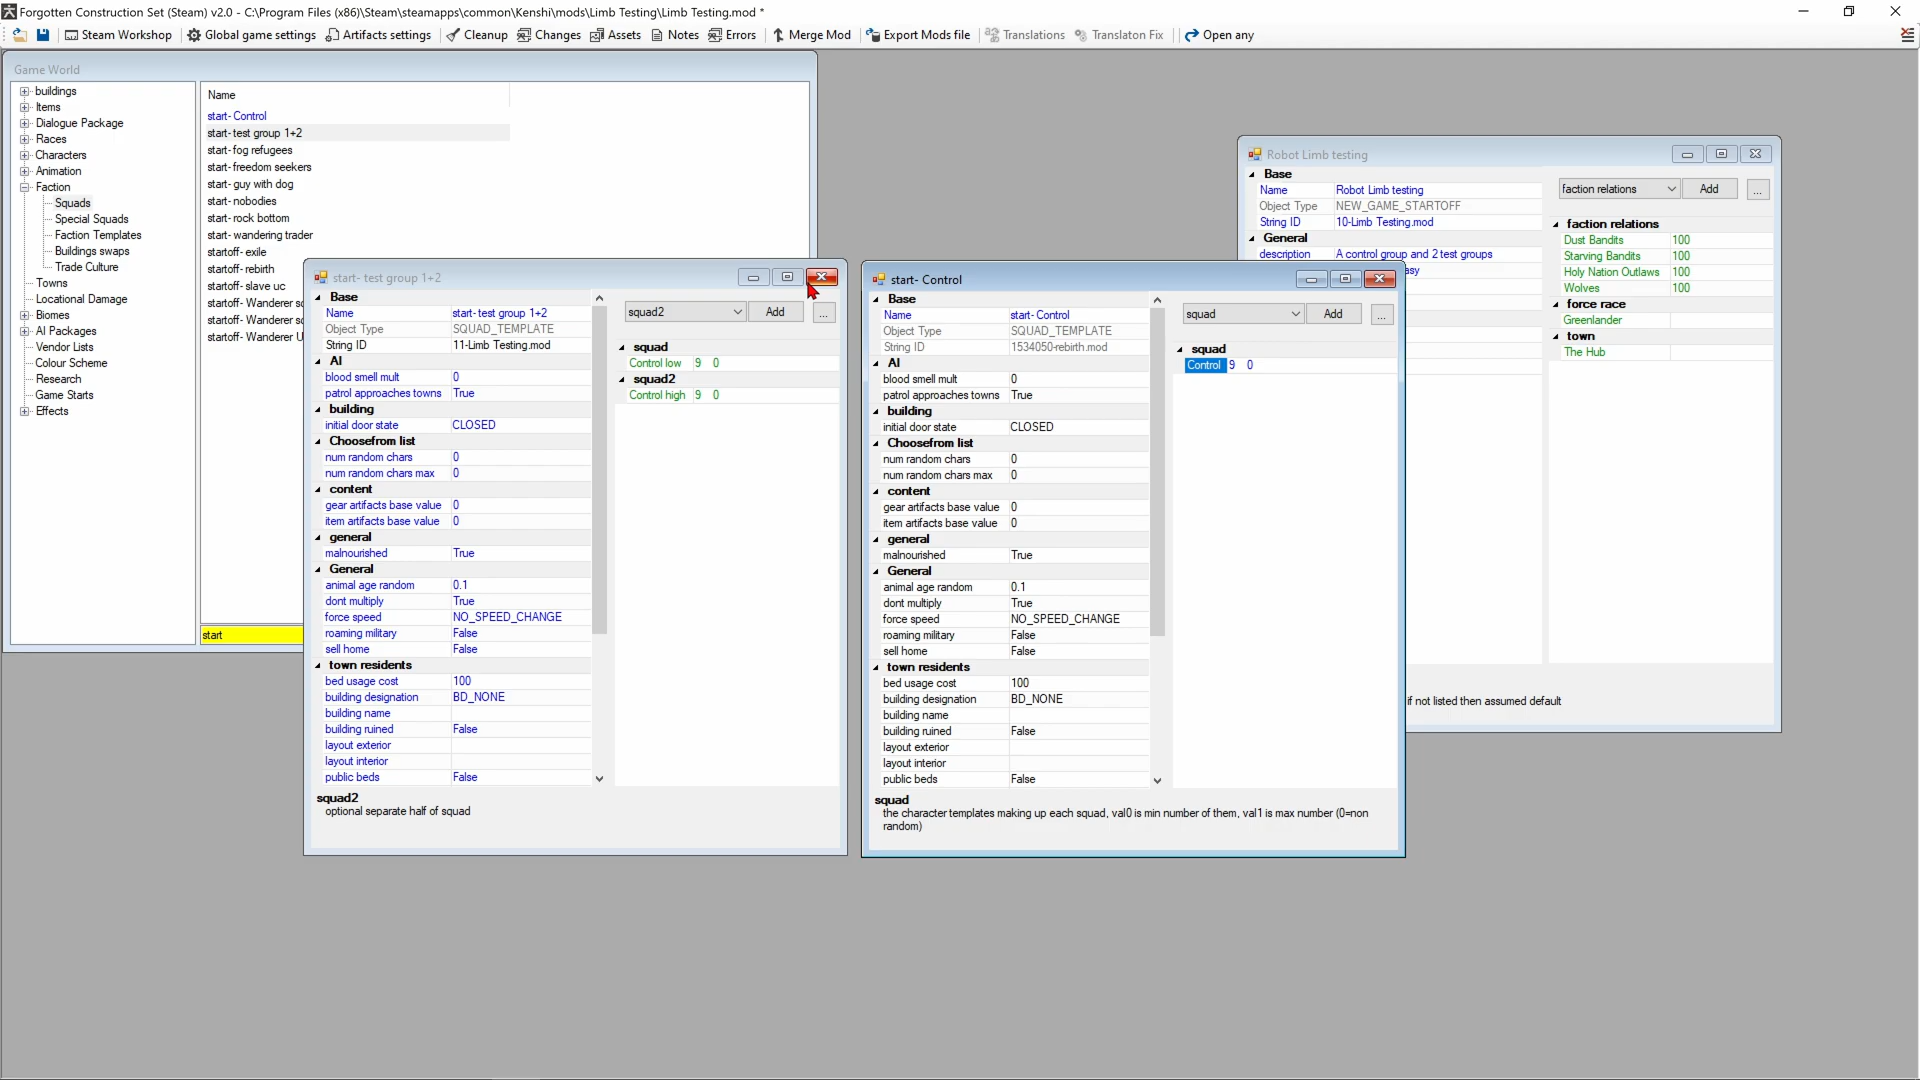 Forgotten Construction Set (Steam) v2.0 - C:\Program Files (x86)\Steam\steamapps\common\Kenshi\mods\Limb Testing\Limb Testing.mod *
Steam Workshop Global game settings Artifacts settings Cleanup Changes Assets Notes Errors Merge Mod Export Mods file Translations Translaton Fix Open any
Game World
buildings
Items
Dialogue Package
Races
Characters
Animation
Faction
Squads
Special Squads
Faction Templates
Buildings swaps
Trade Culture
Towns
Locational Damage
Biomes
AI Packages
Vendor Lists
Colour Scheme
Research
Game Starts
Effects
Name
start- Control
start- test group 1+2
start- fog refugees
start- freedom seekers
start- guy with dog
start- nobodies
start- rock bottom
start- wandering trader
startoff- exile
startoff- rebirth
startoff- slave uc
startoff- Wanderer so
startoff- Wanderer so
startoff- Wanderer U
start
start- test group 1+2
Base
Name start- test group 1+2
Object Type SQUAD_TEMPLATE
String ID 11-Limb Testing.mod
AI
blood smell mult 0
patrol approaches towns True
building
initial door state CLOSED
Choosefrom list
num random chars 0
num random chars max 0
content
gear artifacts base value 0
item artifacts base value 0
general
malnourished True
General
animal age random 0.1
dont multiply True
force speed NO_SPEED_CHANGE
roaming military False
sell home False
town residents
bed usage cost 100
building designation BD_NONE
building name
building ruined False
layout exterior
layout interior
public beds False
squad2
optional separate half of squad
squad2 Add ...
squad
Control low 9 0
squad2
Control high 9 0
start- Control
Base
Name start- Control
Object Type SQUAD_TEMPLATE
String ID 1534050-rebirth.mod
AI
blood smell mult 0
patrol approaches towns True
building
initial door state CLOSED
Choosefrom list
num random chars 0
num random chars max 0
content
gear artifacts base value 0
item artifacts base value 0
general
malnourished True
General
animal age random 0.1
dont multiply True
force speed NO_SPEED_CHANGE
roaming military False
sell home False
town residents
bed usage cost 100
building designation BD_NONE
building name
building ruined False
layout exterior
layout interior
public beds False
squad
the character templates making up each squad, val0 is min number of them, val1 is max number (0=non
random)
squad Add ...
squad
Control 9 0
Robot Limb testing
Base
Name Robot Limb testing
Object Type NEW_GAME_STARTOFF
String ID 10-Limb Testing.mod
General
description A control group and 2 test groups
asy
if not listed then assumed default
faction relations Add ...
faction relations
Dust Bandits 100
Starving Bandits 100
Holy Nation Outlaws 100
Wolves 100
force race
Greenlander
town
The Hub